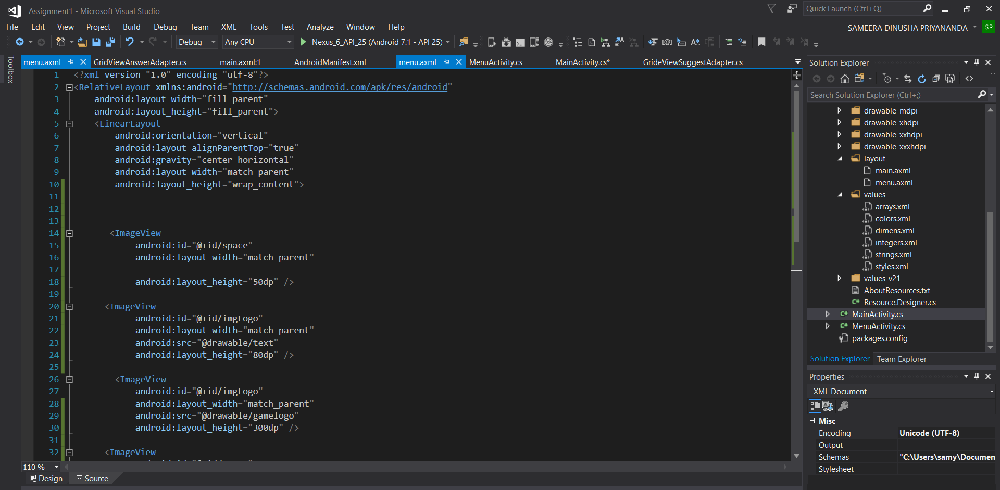 Assignment1 - Microsoft Visual Studio
Quick Launch (Ctrl+Q)
File Edit View Project Build Debug Team XML Tools Test Analyze Window Help
SAMEERA DINUSHA PRIYANANDA SP
Debug Any CPU Nexus_6_API_25 (Android 7.1 - API 25)
Toolbox
menu.axml GridViewAnswerAdapter.cs main.axml:1 AndroidManifest.xml menu.axml MenuActivity.cs MainActivity.cs* GrideViewSuggestAdapter.cs
1 <?xml version="1.0" encoding="utf-8"?>
2 <RelativeLayout xmlns:android="http://schemas.android.com/apk/res/android"
3 android:layout_width="fill_parent"
4 android:layout_height="fill_parent">
5 <LinearLayout
6 android:orientation="vertical"
7 android:layout_alignParentTop="true"
8 android:gravity="center_horizontal"
9 android:layout_width="match_parent"
10 android:layout_height="wrap_content">
11
12
13
14 <ImageView
15 android:id="@+id/space"
16 android:layout_width="match_parent"
17
18 android:layout_height="50dp" />
19
20 <ImageView
21 android:id="@+id/imgLogo"
22 android:layout_width="match_parent"
23 android:src="@drawable/text"
24 android:layout_height="80dp" />
25
26 <ImageView
27 android:id="@+id/imgLogo"
28 android:layout_width="match_parent"
29 android:src="@drawable/gamelogo"
30 android:layout_height="300dp" />
31
32 <ImageView
110 %
Design Source
Solution Explorer
Search Solution Explorer (Ctrl+;)
drawable-mdpi
drawable-xhdpi
drawable-xxhdpi
drawable-xxxhdpi
layout
main.axml
menu.axml
values
arrays.xml
colors.xml
dimens.xml
integers.xml
strings.xml
styles.xml
values-v21
AboutResources.txt
Resource.Designer.cs
MainActivity.cs
MenuActivity.cs
packages.config
Solution Explorer Team Explorer
Properties
XML Document
Misc
Encoding Unicode (UTF-8)
Output
Schemas "C:\Users\samy\Documen
Stylesheet